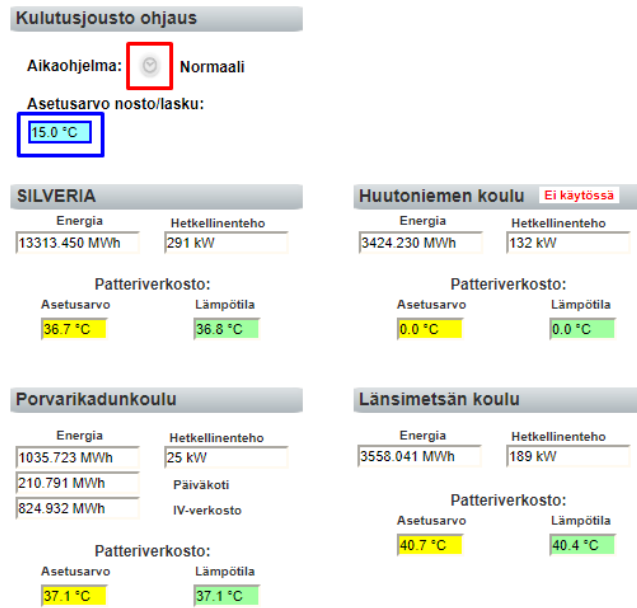 Kulutusjousto ohjaus
Aikaohjelma: Normaali
Asetusarvo nosto/lasku:
15.0 °C
SILVERIA
Energia Hetkellinenteho
13313.450 MWh 291 kW
Patteriverkosto:
Asetusarvo Lämpötila
36.7 °C 36.8 °C
Huutoniemen koulu Ei käytössä
Energia Hetkellinenteho
3424.230 MWh 132 kW
Patteriverkosto:
Asetusarvo Lämpötila
0.0 °C 0.0 °C
Porvarikadunkoulu
Energia Hetkellinenteho
1035.723 MWh 25 kW
210.791 MWh Päiväkoti
824.932 MWh IV-verkosto
Patteriverkosto:
Asetusarvo Lämpötila
37.1 °C 37.1 °C
Länsimetsän koulu
Energia Hetkellinenteho
3558.041 MWh 189 kW
Patteriverkosto:
Asetusarvo Lämpötila
40.7 °C 40.4 °C